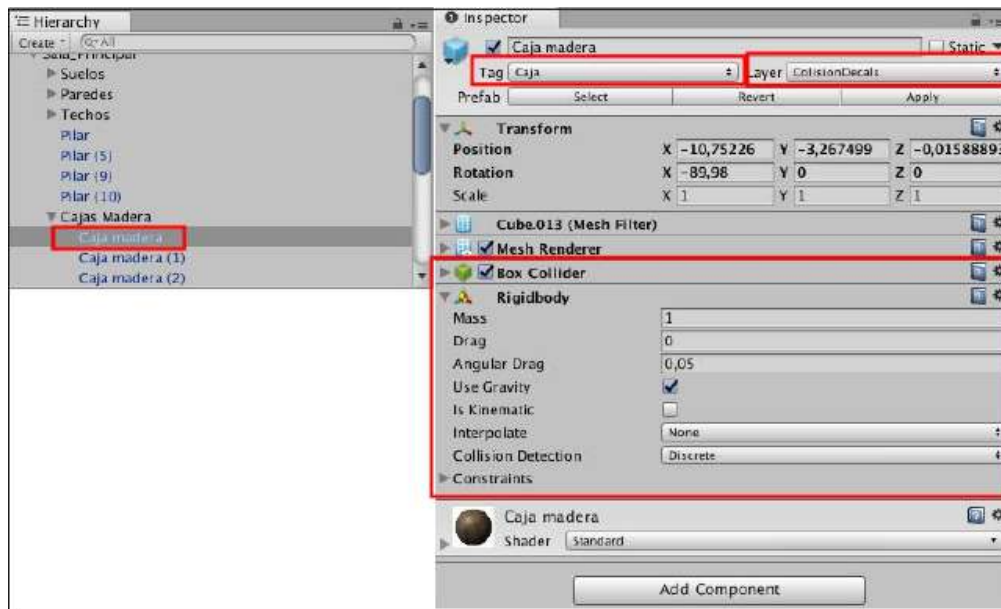 Hierarchy
Create
All
Sala_Principal
Suelos
Paredes
Techos
Pilar
Pilar (5)
Pilar (9)
Pilar (10)
Cajas Madera
Caja madera
Caja madera (1)
Caja madera (2)
Inspector
Caja madera
Static
Tag Caja
Layer CollisionDecals
Prefab Select Revert Apply
Transform
Position X -10,75226 Y -3,267499 Z -0,01588893
Rotation X -89,98 Y 0 Z 0
Scale X 1 Y 1 Z 1
Cube.013 (Mesh Filter)
Mesh Renderer
Box Collider
Rigidbody
Mass 1
Drag 0
Angular Drag 0,05
Use Gravity
Is Kinematic
Interpolate None
Collision Detection Discrete
Constraints
Caja madera
Shader Standard
Add Component